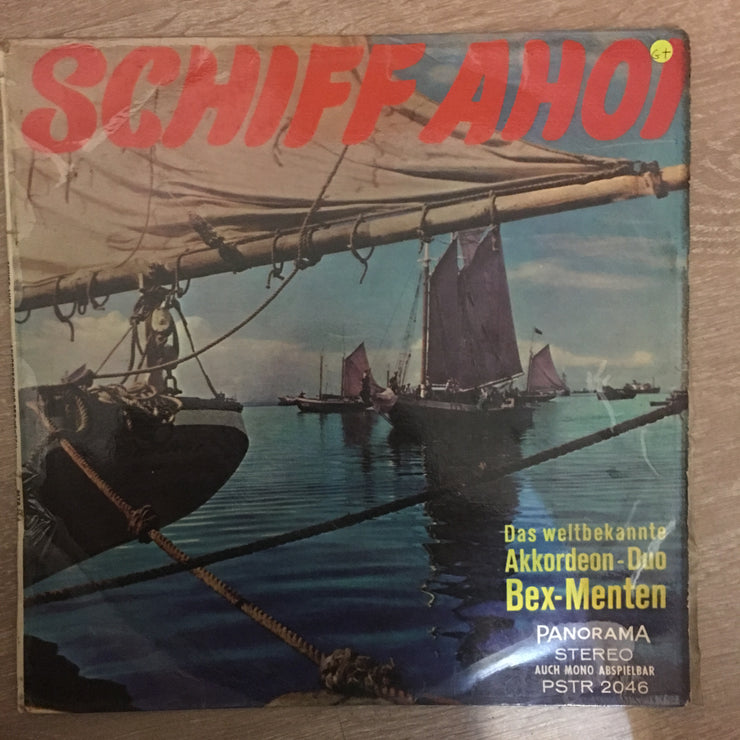 SCHIFF AHOI
G+
Das weltbekannte
Akkordeon-Duo
Bex-Menten
PANORAMA
STEREO
AUCH MONO ABSPIELBAR
PSTR 2046